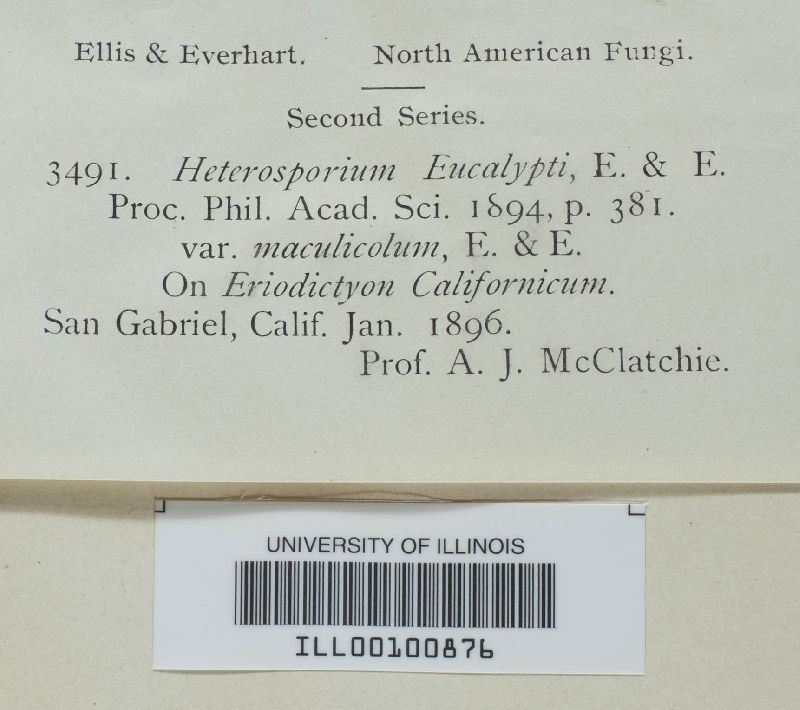 Ellis & Everhart. North American Fungi.
Second Series.
3491. Heterosporium Eucalypti, E. & E.
Proc. Phil. Acad. Sci. 1894, p. 381.
var. maculicolum, E. & E.
On Eriodictyon Californicum.
San Gabriel, Calif. Jan. 1896.
Prof. A. J. McClatchie.
UNIVERSITY OF ILLINOIS
ILL00100876